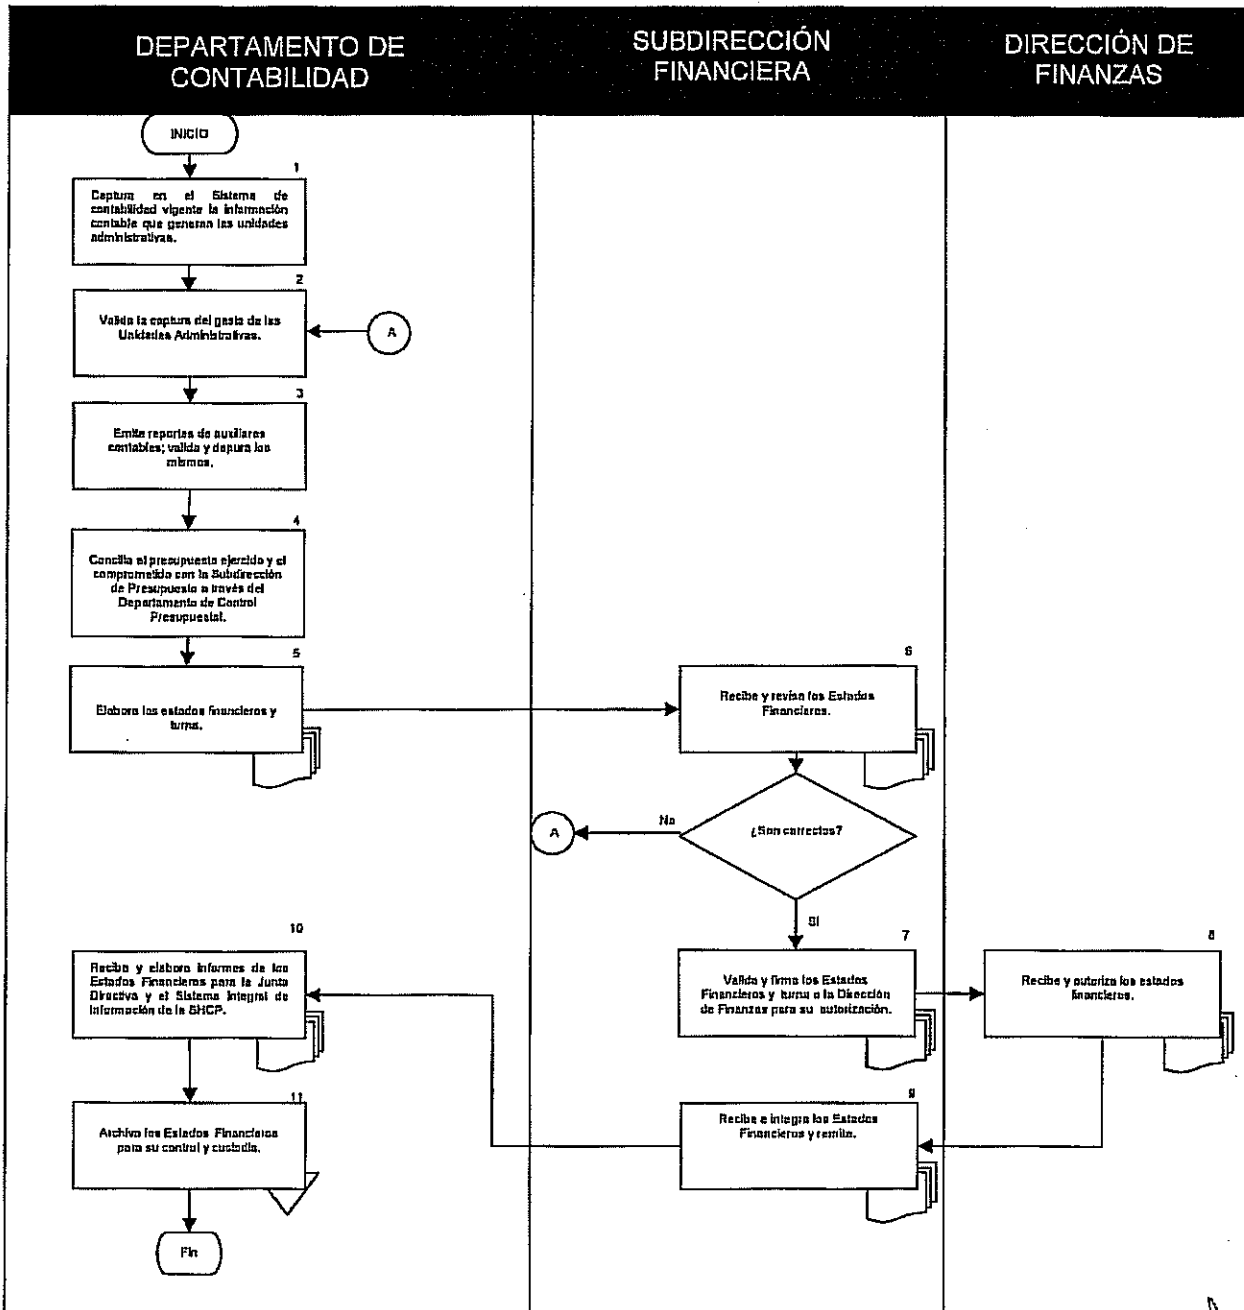 DEPARTAMENTO DE
CONTABILIDAD
SUBDIRECCIÓN
FINANCIERA
DIRECCIÓN DE
FINANZAS
INICIO
1
Captura en el Sistema de
contabilidad vigente la información
contable que generan las unidades
administrativas.
2
Valida la captura del gasto de las
Unidades Administrativas.
A
3
Emite reportes de auxiliares
contables; valida y depura los
mismos.
4
Concilia el presupuesto ejercido y el
comprometido con la Subdirección
de Presupuesto a través del
Departamento de Control
Presupuestal.
5
Elabora los estados financieros y
turna.
6
Recibe y revisa los Estados
Financieros.
¿Son correctos?
No
A
SI
7
Valida y firma los Estados
Financieros y turna a la Dirección
de Finanzas para su autorización.
8
Recibe y autoriza los estados
financieros.
9
Recibe e integra los Estados
Financieros y remite.
10
Recibe y elabora informes de los
Estados Financieros para la Junta
Directiva y el Sistema Integral de
Información de la SHCP.
11
Archiva los Estados Financieros
para su control y custodia.
Fin